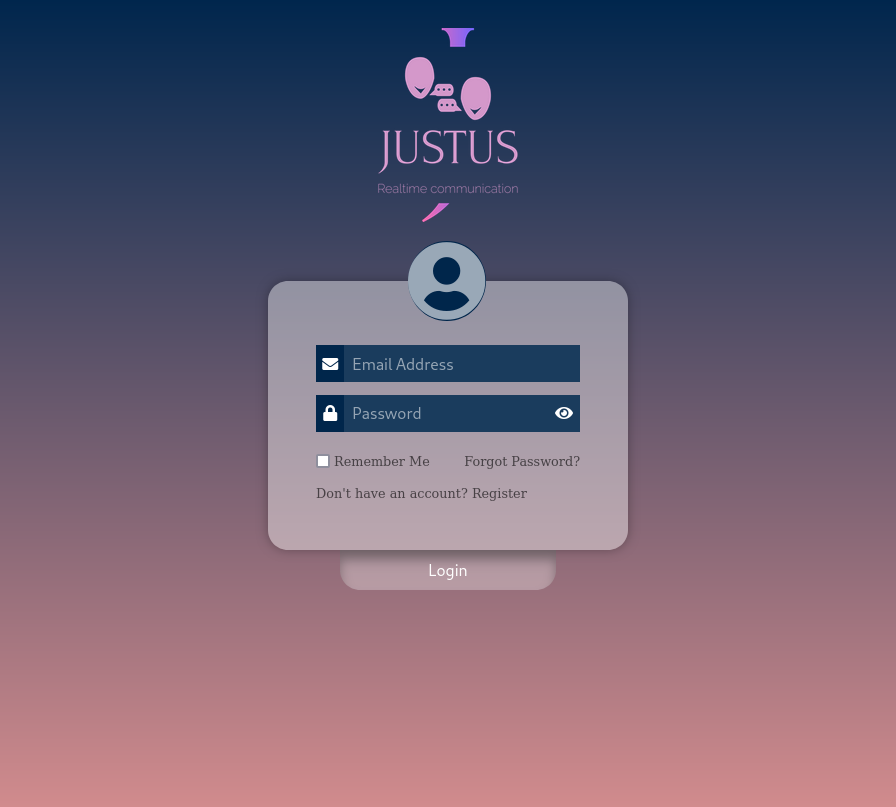 JUSTUS
Realtime communication
Email Address
Password
Remember Me Forgot Password?
Don't have an account? Register
Login